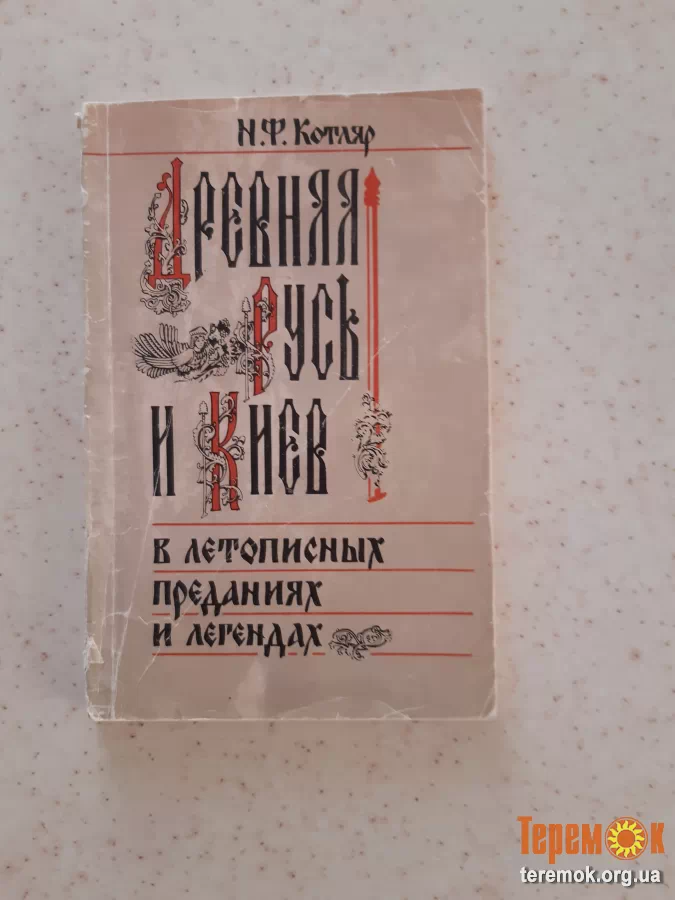 Н.Ф. Котляр
Древняя
Русь
и Киев
в летописных
преданиях
и легендах
Теремок
teremok.org.ua